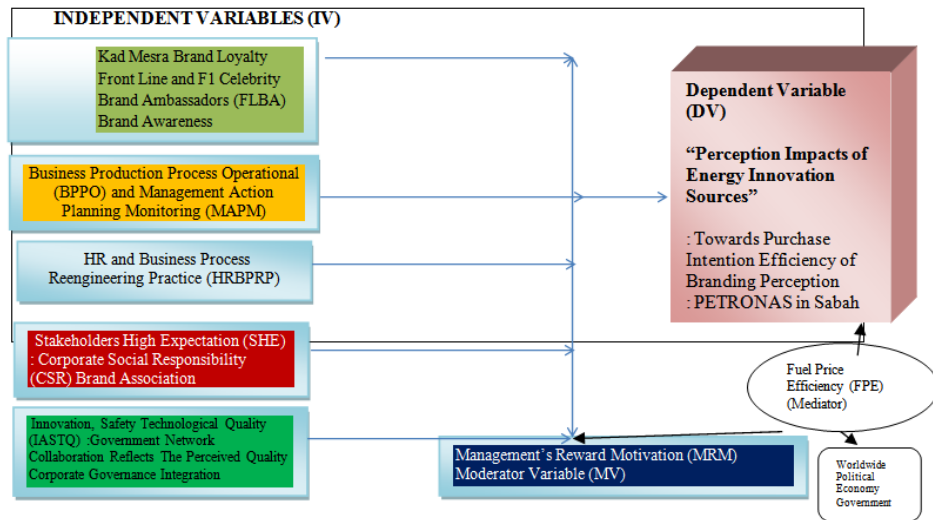 INDEPENDENT VARIABLES (IV)
Kad Mesra Brand Loyalty
Front Line and F1 Celebrity
Brand Ambassadors (FLBA)
Brand Awareness
Business Production Process Operational
(BPPO) and Management Action
Planning Monitoring (MAPM)
HR and Business Process
Reengineering Practice (HRBPRP)
Stakeholders High Expectation (SHE)
: Corporate Social Responsibility
(CSR) Brand Association
Innovation, Safety Technological Quality
(IASTQ) :Government Network
Collaboration Reflects The Perceived Quality
Corporate Governance Integration
Dependent Variable
(DV)
“Perception Impacts of
Energy Innovation
Sources”
: Towards Purchase
Intention Efficiency of
Branding Perception
: PETRONAS in Sabah
Fuel Price
Efficiency (FPE)
(Mediator)
Management’s Reward Motivation (MRM)
Moderator Variable (MV)
Worldwide
Political
Economy
Government